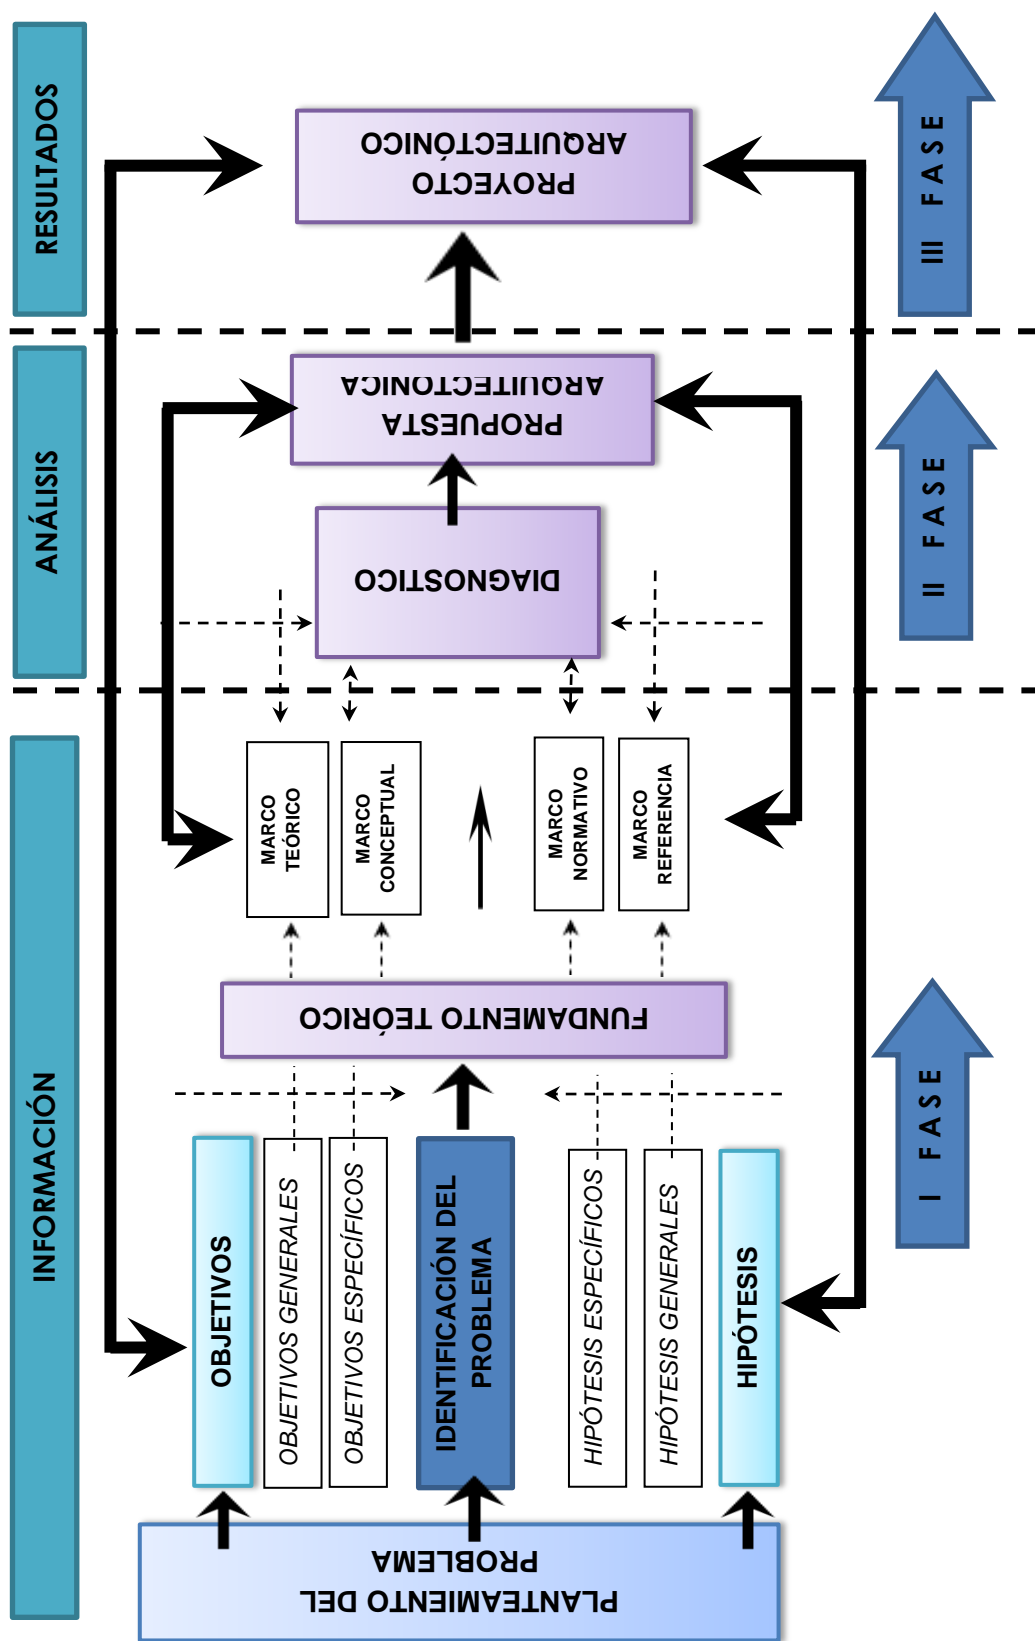 INFORMACIÓN
ANÁLISIS
RESULTADOS
PLANTEAMIENTO DEL
PROBLEMA
OBJETIVOS
OBJETIVOS GENERALES
OBJETIVOS ESPECÍFICOS
IDENTIFICACIÓN DEL
PROBLEMA
HIPÓTESIS ESPECÍFICOS
HIPÓTESIS GENERALES
HIPÓTESIS
FUNDAMENTO TEÓRICO
MARCO
TEÓRICO
MARCO
CONCEPTUAL
MARCO
NORMATIVO
MARCO
REFERENCIA
DIAGNOSTICO
PROPUESTA
ARQUITECTÓNICA
PROYECTO
ARQUITECTÓNICO
I FASE
II FASE
III FASE